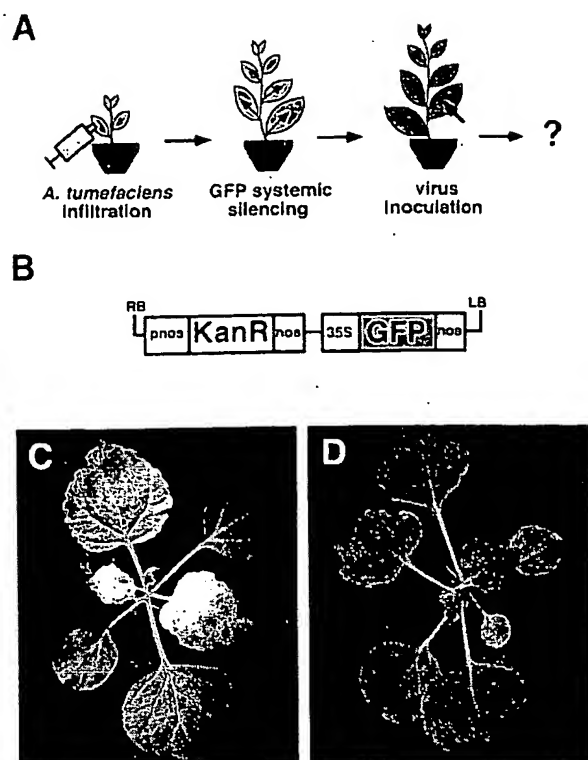 A
?
A. tumefaciens GFP systemic virus
infiltration silencing inoculation
B
RB LB
pnos KanR nos 35S GFP nos
C D